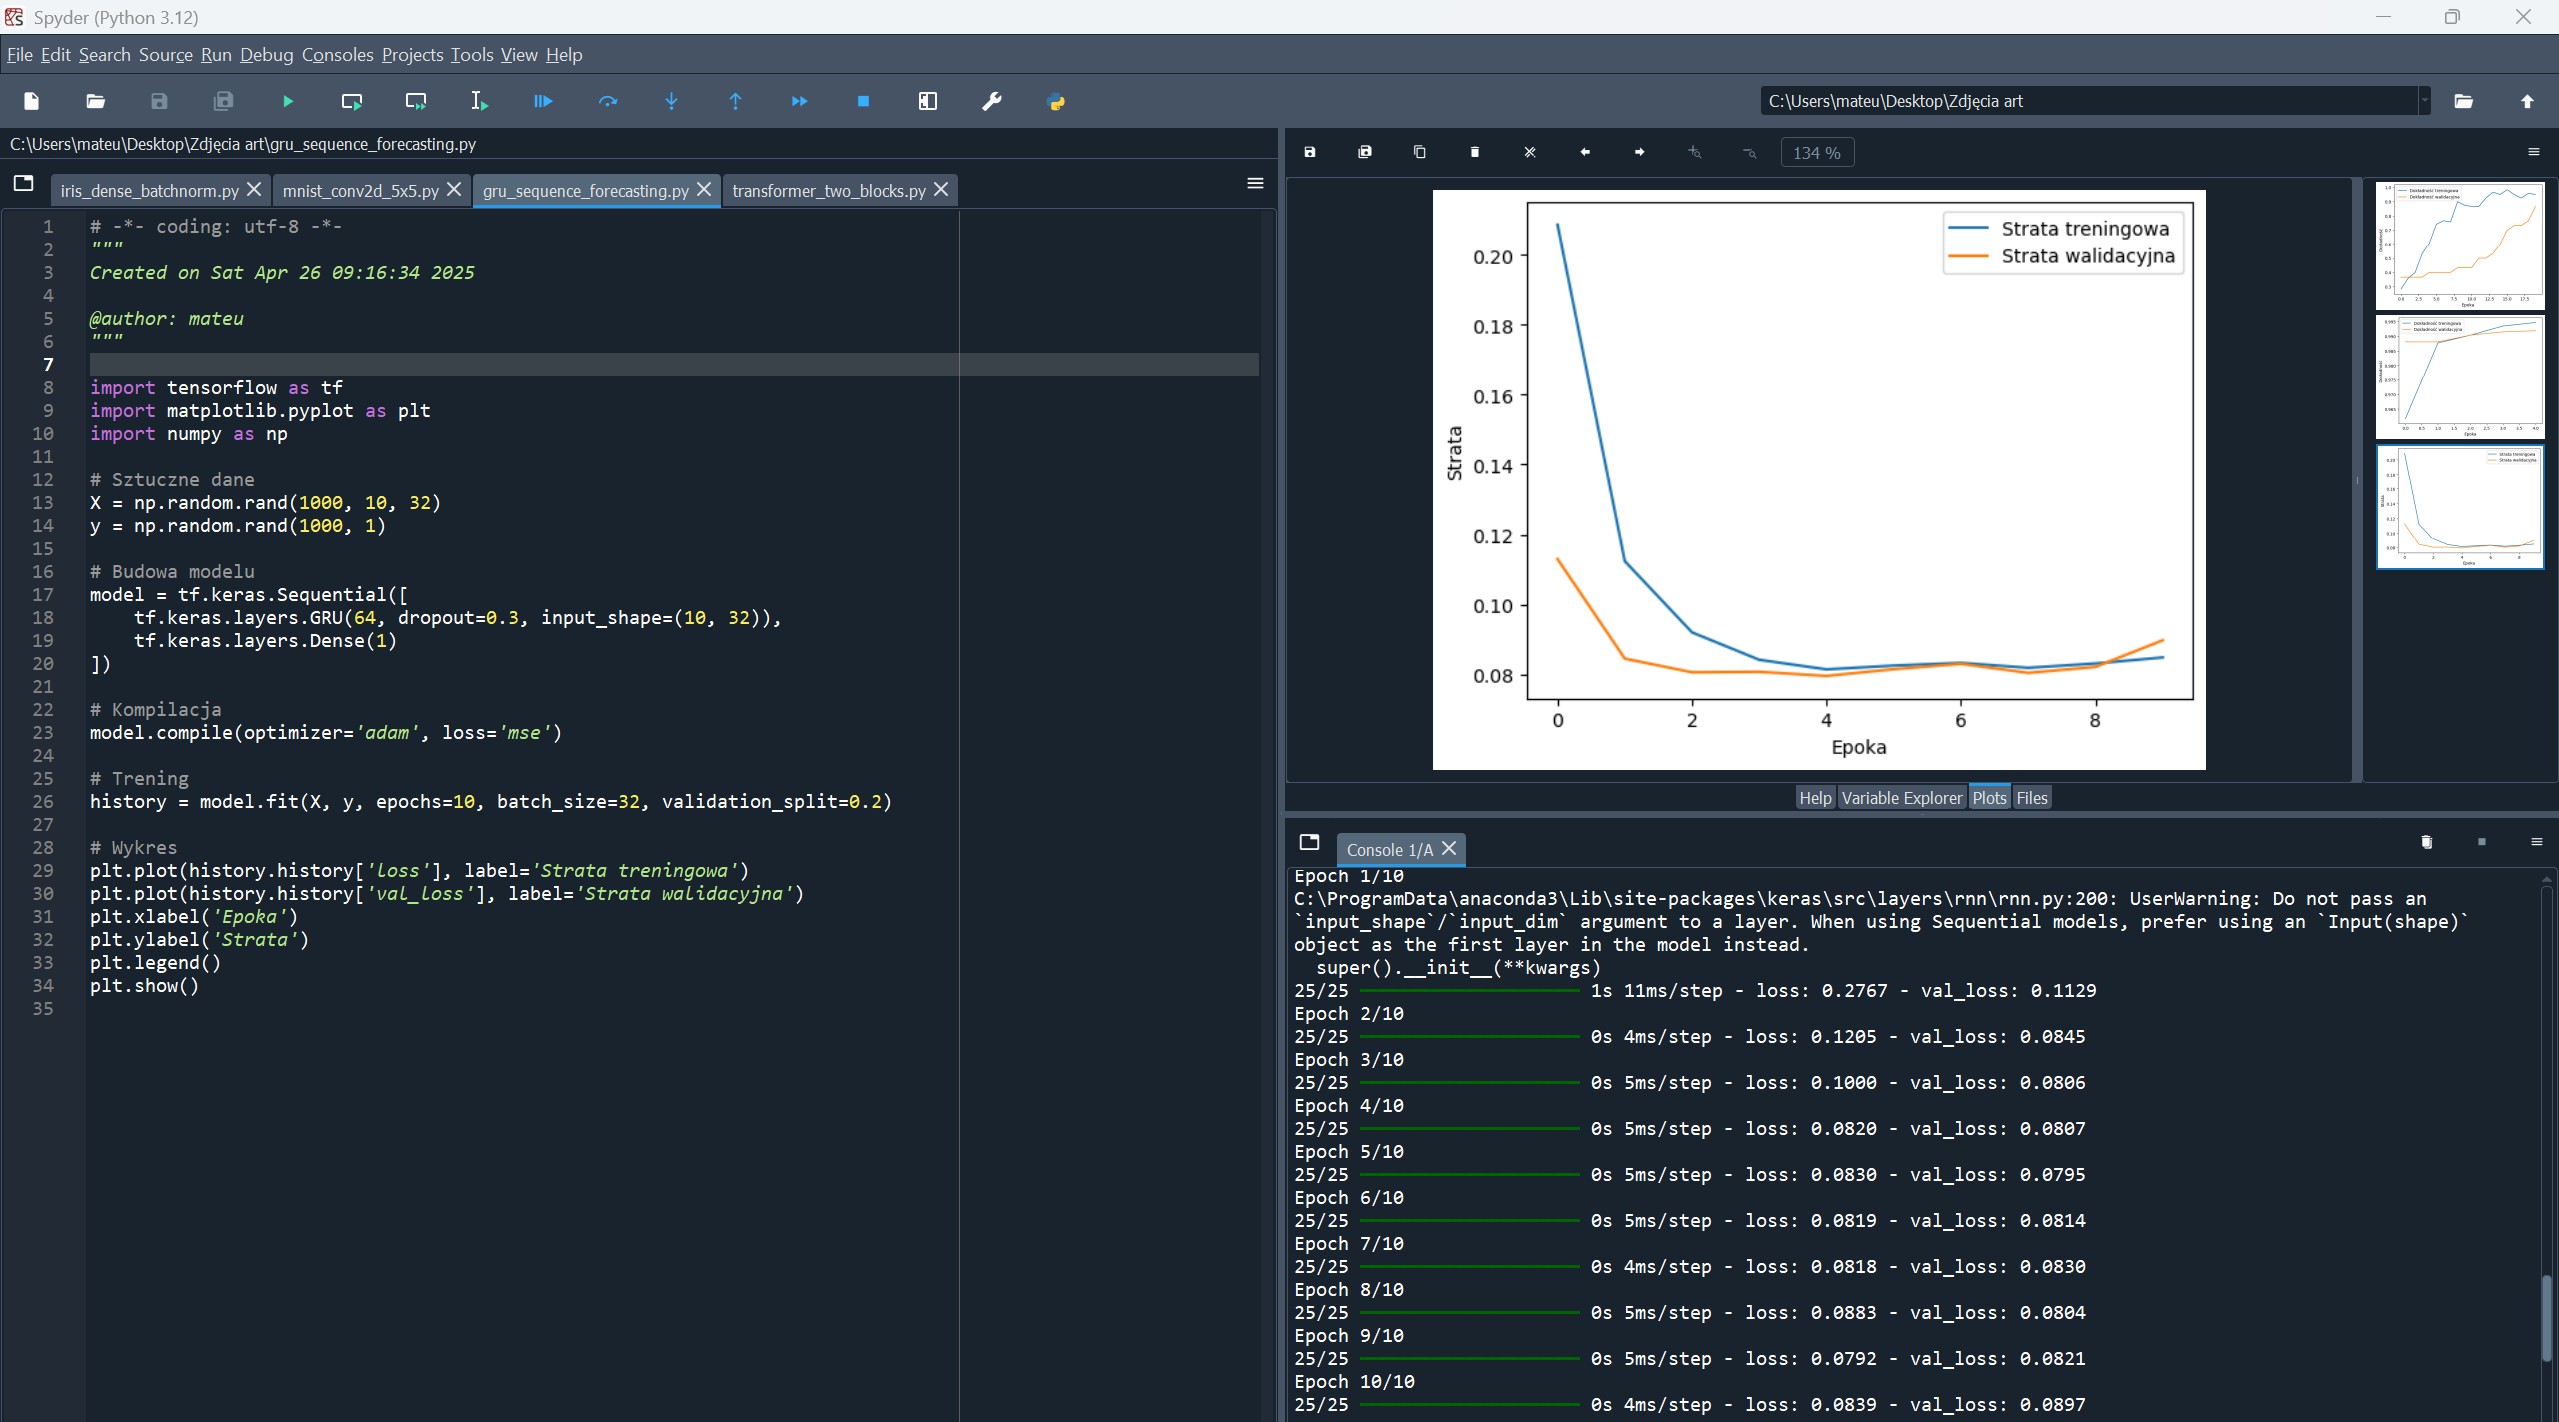 Spyder (Python 3.12)
File Edit Search Source Run Debug Consoles Projects Tools View Help
C:\Users\mateu\Desktop\Zdjęcia art
C:\Users\mateu\Desktop\Zdjęcia art\gru_sequence_forecasting.py
iris_dense_batchnorm.py mnist_conv2d_5x5.py gru_sequence_forecasting.py transformer_two_blocks.py
1 # -*- coding: utf-8 -*-
2 """
3 Created on Sat Apr 26 09:16:34 2025
4
5 @author: mateu
6 """
7
8 import tensorflow as tf
9 import matplotlib.pyplot as plt
10 import numpy as np
11
12 # Sztuczne dane
13 X = np.random.rand(1000, 10, 32)
14 y = np.random.rand(1000, 1)
15
16 # Budowa modelu
17 model = tf.keras.Sequential([
18     tf.keras.layers.GRU(64, dropout=0.3, input_shape=(10, 32)),
19     tf.keras.layers.Dense(1)
20 ])
21
22 # Kompilacja
23 model.compile(optimizer='adam', loss='mse')
24
25 # Trening
26 history = model.fit(X, y, epochs=10, batch_size=32, validation_split=0.2)
27
28 # Wykres
29 plt.plot(history.history['loss'], label='Strata treningowa')
30 plt.plot(history.history['val_loss'], label='Strata walidacyjna')
31 plt.xlabel('Epoka')
32 plt.ylabel('Strata')
33 plt.legend()
34 plt.show()
35
134 %
Strata treningowa
Strata walidacyjna
Strata
0.20
0.18
0.16
0.14
0.12
0.10
0.08
0 2 4 6 8
Epoka
Help Variable Explorer Plots Files
Console 1/A
Epoch 1/10
C:\ProgramData\anaconda3\Lib\site-packages\keras\src\layers\rnn\rnn.py:200: UserWarning: Do not pass an
`input_shape`/`input_dim` argument to a layer. When using Sequential models, prefer using an `Input(shape)`
object as the first layer in the model instead.
  super().__init__(**kwargs)
25/25 1s 11ms/step - loss: 0.2767 - val_loss: 0.1129
Epoch 2/10
25/25 0s 4ms/step - loss: 0.1205 - val_loss: 0.0845
Epoch 3/10
25/25 0s 5ms/step - loss: 0.1000 - val_loss: 0.0806
Epoch 4/10
25/25 0s 5ms/step - loss: 0.0820 - val_loss: 0.0807
Epoch 5/10
25/25 0s 5ms/step - loss: 0.0830 - val_loss: 0.0795
Epoch 6/10
25/25 0s 5ms/step - loss: 0.0819 - val_loss: 0.0814
Epoch 7/10
25/25 0s 4ms/step - loss: 0.0818 - val_loss: 0.0830
Epoch 8/10
25/25 0s 5ms/step - loss: 0.0883 - val_loss: 0.0804
Epoch 9/10
25/25 0s 5ms/step - loss: 0.0792 - val_loss: 0.0821
Epoch 10/10
25/25 0s 4ms/step - loss: 0.0839 - val_loss: 0.0897